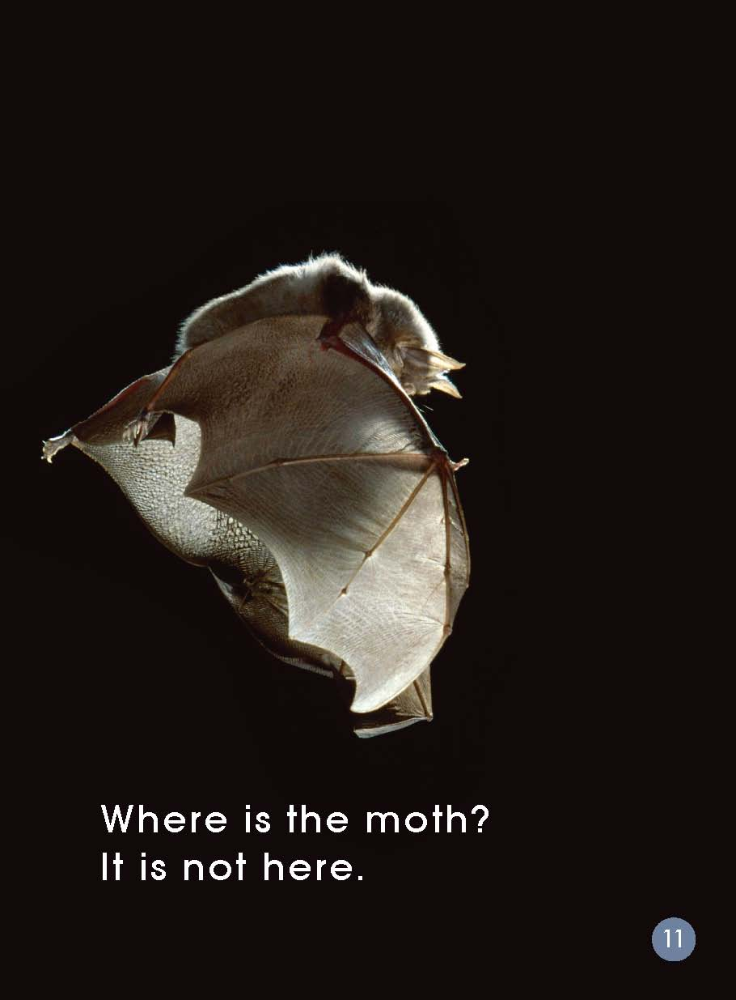 Where is the moth?
It is not here.
11